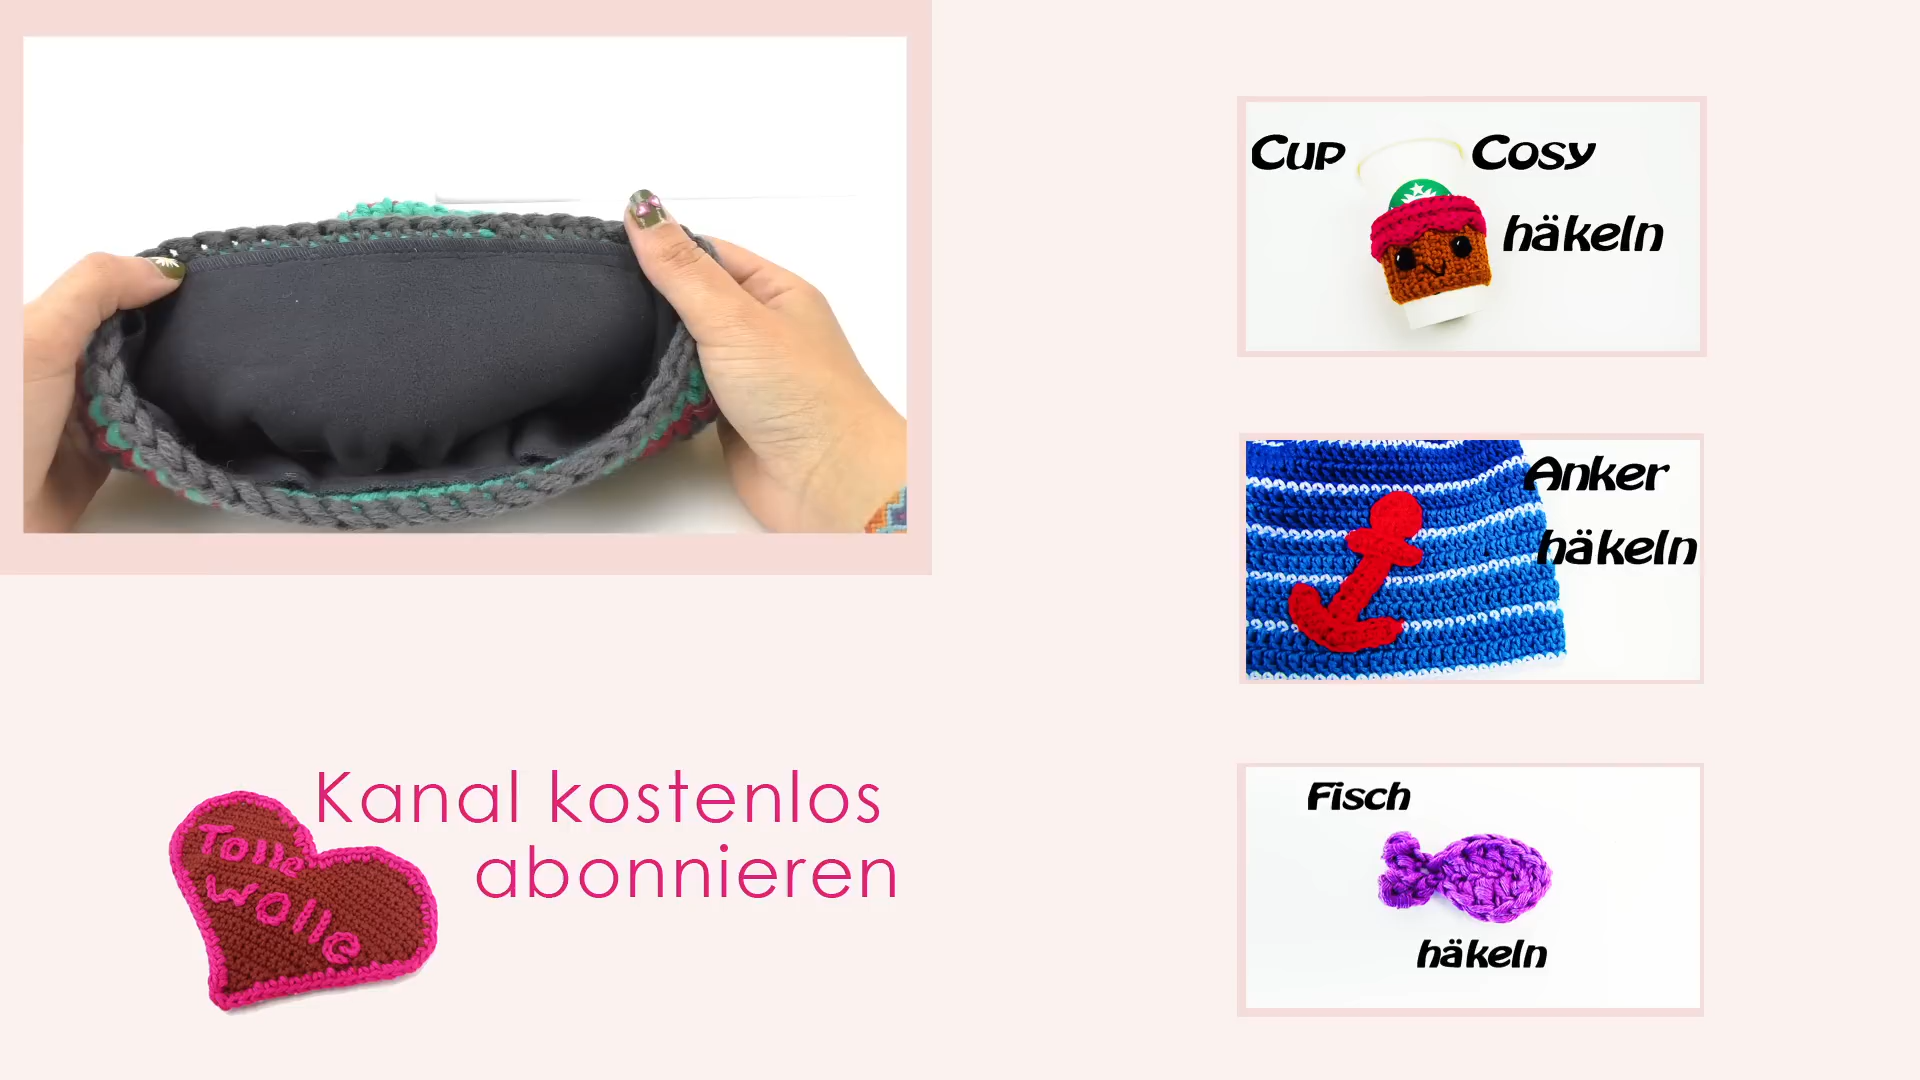 Cup Cosy
häkeln
Anker
häkeln
Fisch
häkeln
Kanal kostenlos
abonnieren
Tolle
Wolle